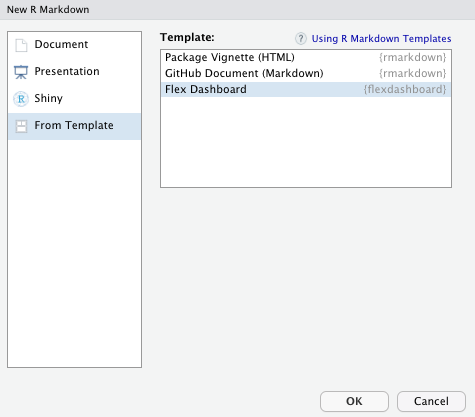 New R Markdown
Document
Presentation
R Shiny
From Template
Template:
? Using R Markdown Templates
Package Vignette (HTML) {rmarkdown}
GitHub Document (Markdown) {rmarkdown}
Flex Dashboard {flexdashboard}
OK Cancel